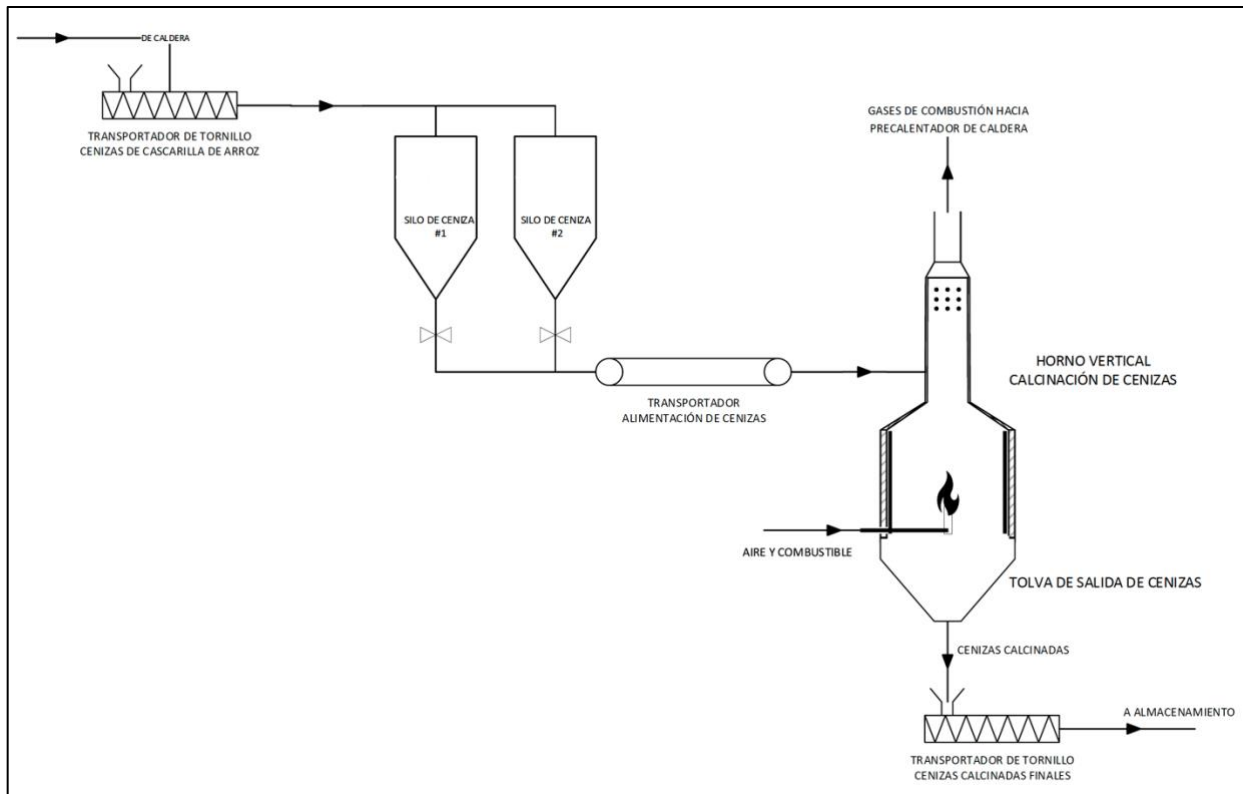 DE CALDERA
TRANSPORTADOR DE TORNILLO
CENIZAS DE CASCARILLA DE ARROZ
GASES DE COMBUSTIÓN HACIA
PRECALENTADOR DE CALDERA
SILO DE CENIZA
#1
SILO DE CENIZA
#2
HORNO VERTICAL
CALCINACIÓN DE CENIZAS
TRANSPORTADOR
ALIMENTACIÓN DE CENIZAS
AIRE Y COMBUSTIBLE
TOLVA DE SALIDA DE CENIZAS
CENIZAS CALCINADAS
A ALMACENAMIENTO
TRANSPORTADOR DE TORNILLO
CENIZAS CALCINADAS FINALES